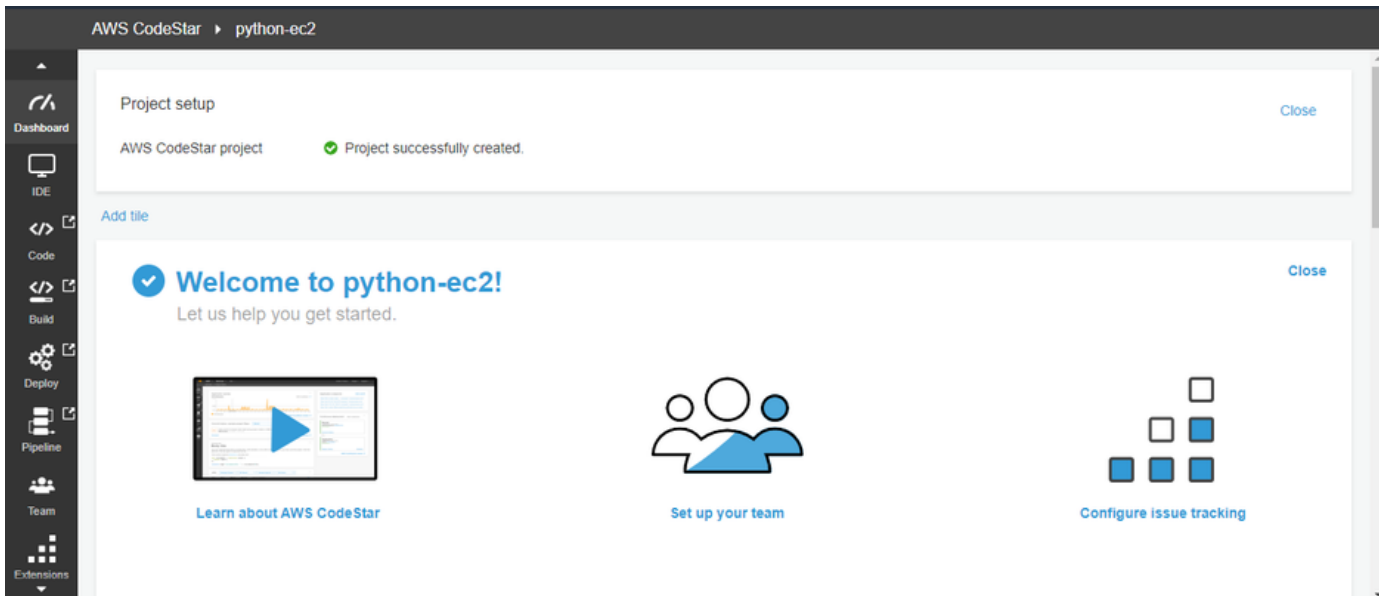 AWS CodeStar ▸ python-ec2
Dashboard
IDE
Code
Build
Deploy
Pipeline
Team
Extensions
Project setup
Close
AWS CodeStar project Project successfully created.
Add tile
Welcome to python-ec2!
Close
Let us help you get started.
Learn about AWS CodeStar
Set up your team
Configure issue tracking